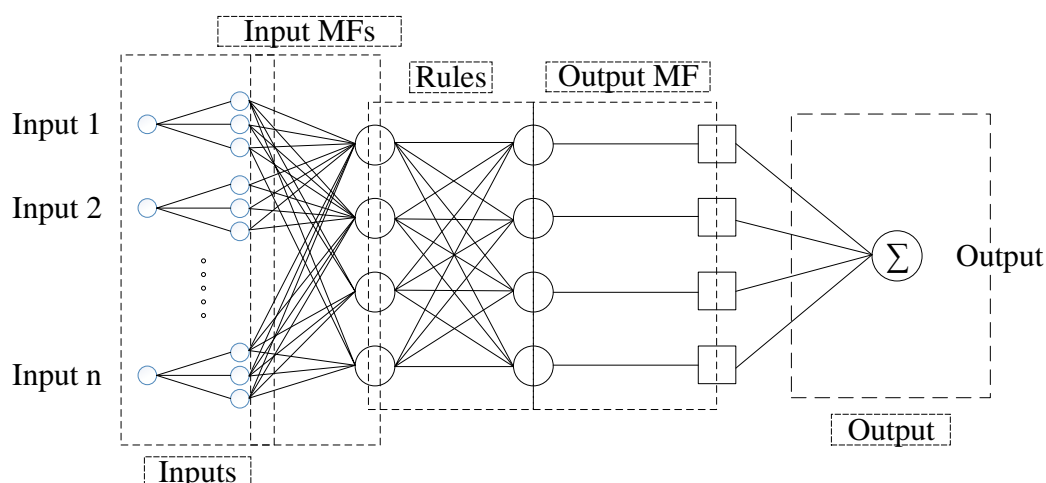 Input MFs
Rules
Output MF
Input 1
Input 2
Input n
Σ
Output
Output
Inputs